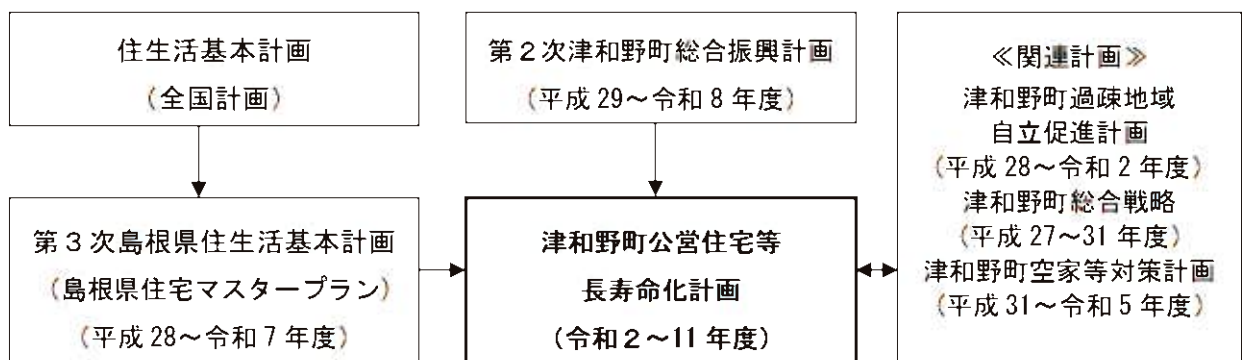 住生活基本計画
（全国計画）
第２次津和野町総合振興計画
（平成 29～令和 8 年度）
≪関連計画≫
津和野町過疎地域
自立促進計画
（平成 28～令和 2 年度）
津和野町総合戦略
（平成 27～31 年度）
津和野町空家等対策計画
（平成 31～令和 5 年度）
第３次島根県住生活基本計画
（島根県住宅マスタープラン）
（平成 28～令和 7 年度）
津和野町公営住宅等
長寿命化計画
（令和２～11 年度）